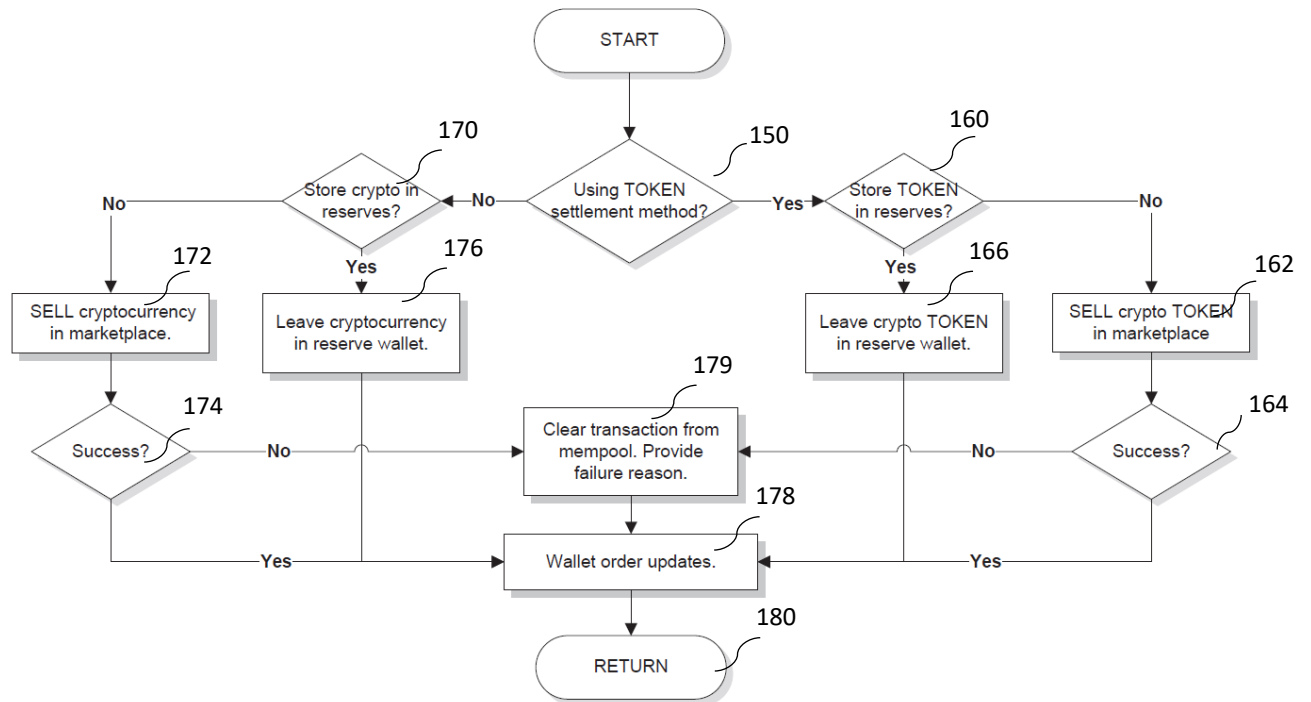 START
170
150
160
Store crypto in
reserves?
Using TOKEN
settlement method?
Store TOKEN
in reserves?
No
No
Yes
No
172
176
Yes
Yes
166
162
SELL cryptocurrency
in marketplace.
Leave cryptocurrency
in reserve wallet.
Leave crypto TOKEN
in reserve wallet.
SELL crypto TOKEN
in marketplace
179
174
164
Success?
No
Clear transaction from
mempool. Provide
failure reason.
No
Success?
178
Yes
Wallet order updates.
Yes
180
RETURN